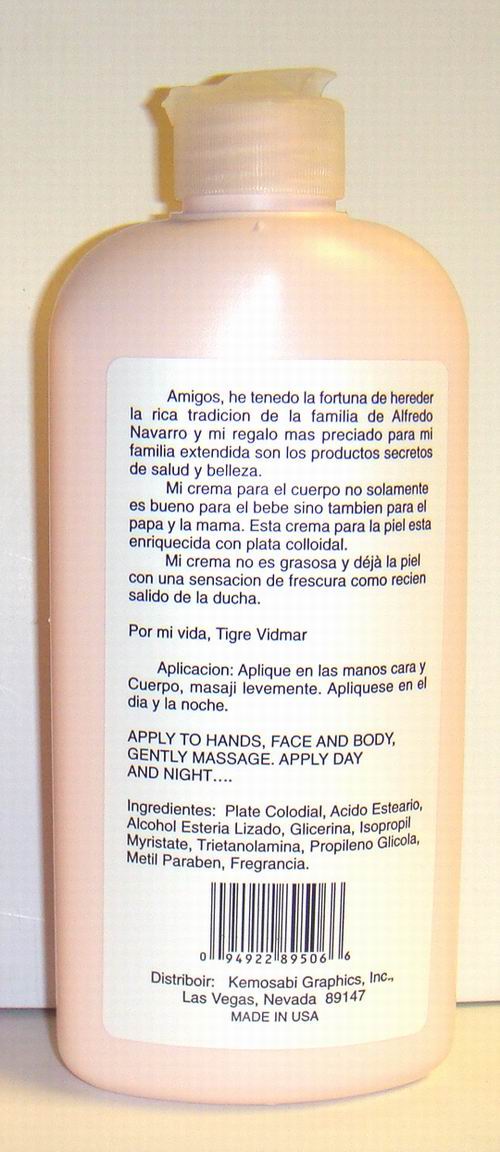 Amigos, he tenedo la fortuna de hereder
la rica tradicion de la familia de Alfredo
Navarro y mi regalo mas preciado para mi
familia extendida son los productos secretos
de salud y belleza.
Mi crema para el cuerpo no solamente
es bueno para el bebe sino tambien para el
papa y la mama. Esta crema para la piel esta
enriquecida con plata colloidal.
Mi crema no es grasosa y déjà la piel
con una sensacion de frescura como recien
salido de la ducha.
Por mi vida, Tigre Vidmar
Aplicacion: Aplique en las manos cara y
Cuerpo, masaji levemente. Apliquese en el
dia y la noche.
APPLY TO HANDS, FACE AND BODY,
GENTLY MASSAGE. APPLY DAY
AND NIGHT....
Ingredientes: Plate Colodial, Acido Esteario,
Alcohol Esteria Lizado, Glicerina, Isopropil
Myristate, Trietanolamina, Propileno Glicola,
Metil Paraben, Fregrancia.
0 94922 89506 6
Distriboir: Kemosabi Graphics, Inc.,
Las Vegas, Nevada 89147
MADE IN USA